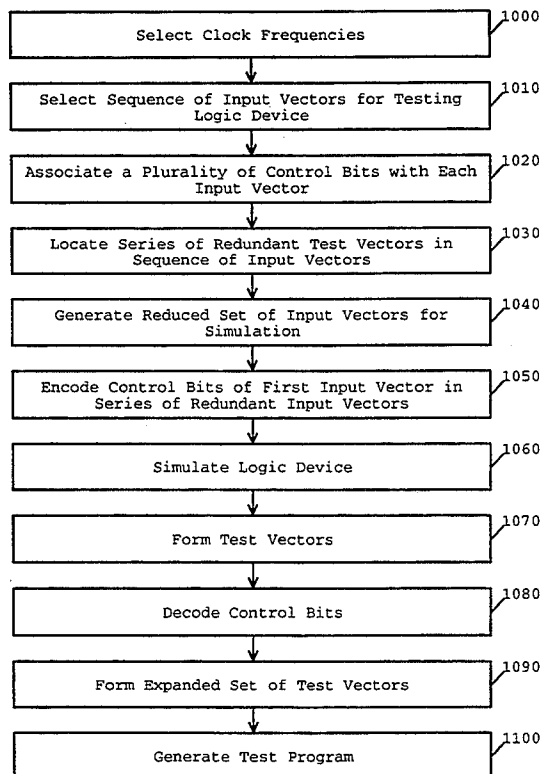 1000
Select Clock Frequencies
1010
Select Sequence of Input Vectors for Testing
Logic Device
1020
Associate a Plurality of Control Bits with Each
Input Vector
1030
Locate Series of Redundant Test Vectors in
Sequence of Input Vectors
1040
Generate Reduced Set of Input Vectors for
Simulation
1050
Encode Control Bits of First Input Vector in
Series of Redundant Input Vectors
1060
Simulate Logic Device
1070
Form Test Vectors
1080
Decode Control Bits
1090
Form Expanded Set of Test Vectors
1100
Generate Test Program